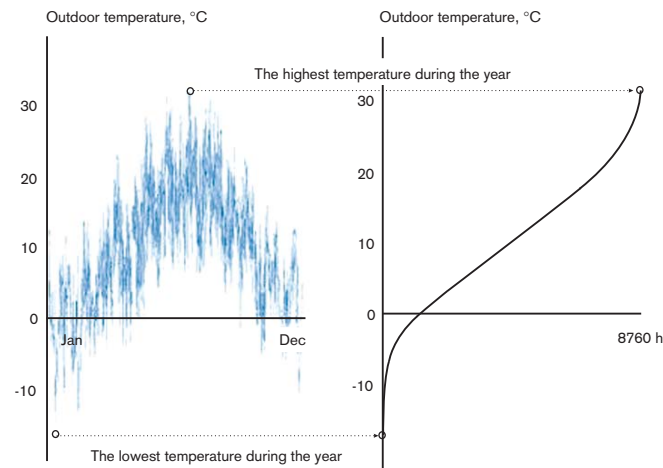 Outdoor temperature, °C
Outdoor temperature, °C
The highest temperature during the year
30
20
10
0
-10
Jan
Dec
30
20
10
0
-10
8760 h
The lowest temperature during the year